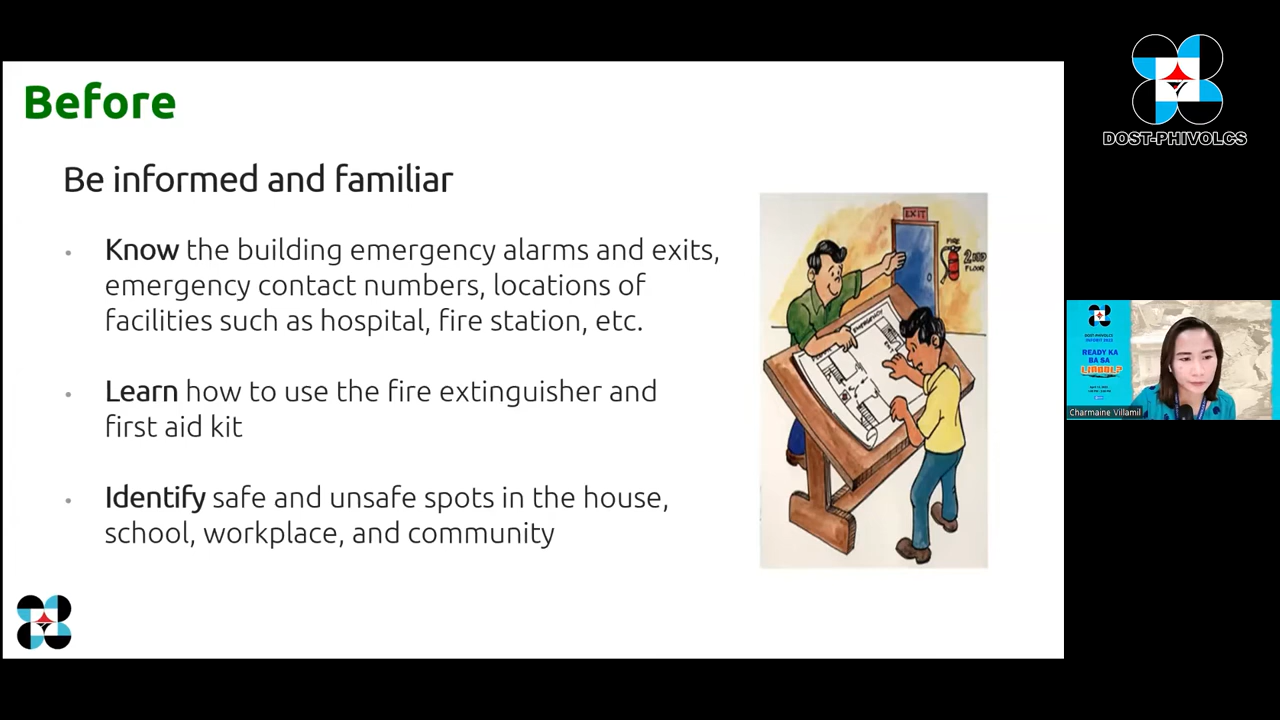 Before
Be informed and familiar
Know the building emergency alarms and exits,
emergency contact numbers, locations of
facilities such as hospital, fire station, etc.
Learn how to use the fire extinguisher and
first aid kit
Identify safe and unsafe spots in the house,
school, workplace, and community
EXIT
FIRE
2ND
FLOOR
EMERGENCY
DOST-PHIVOLCS
READY KA
BA SA
LINDOL?
Charmaine Villamil